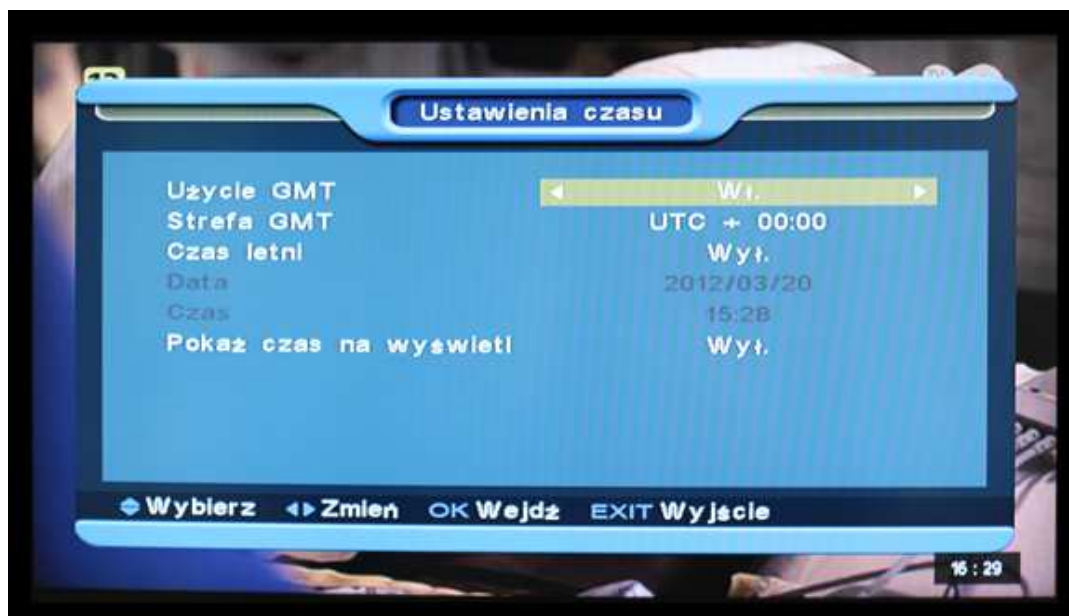 Ustawienia czasu
Użycie GMT Wł.
Strefa GMT UTC + 00:00
Czas letni Wył.
Data 2012/03/20
Czas 15:28
Pokaż czas na wyświetl Wył.
Wybierz Zmień OK Wejdź EXIT Wyjście
16 : 29